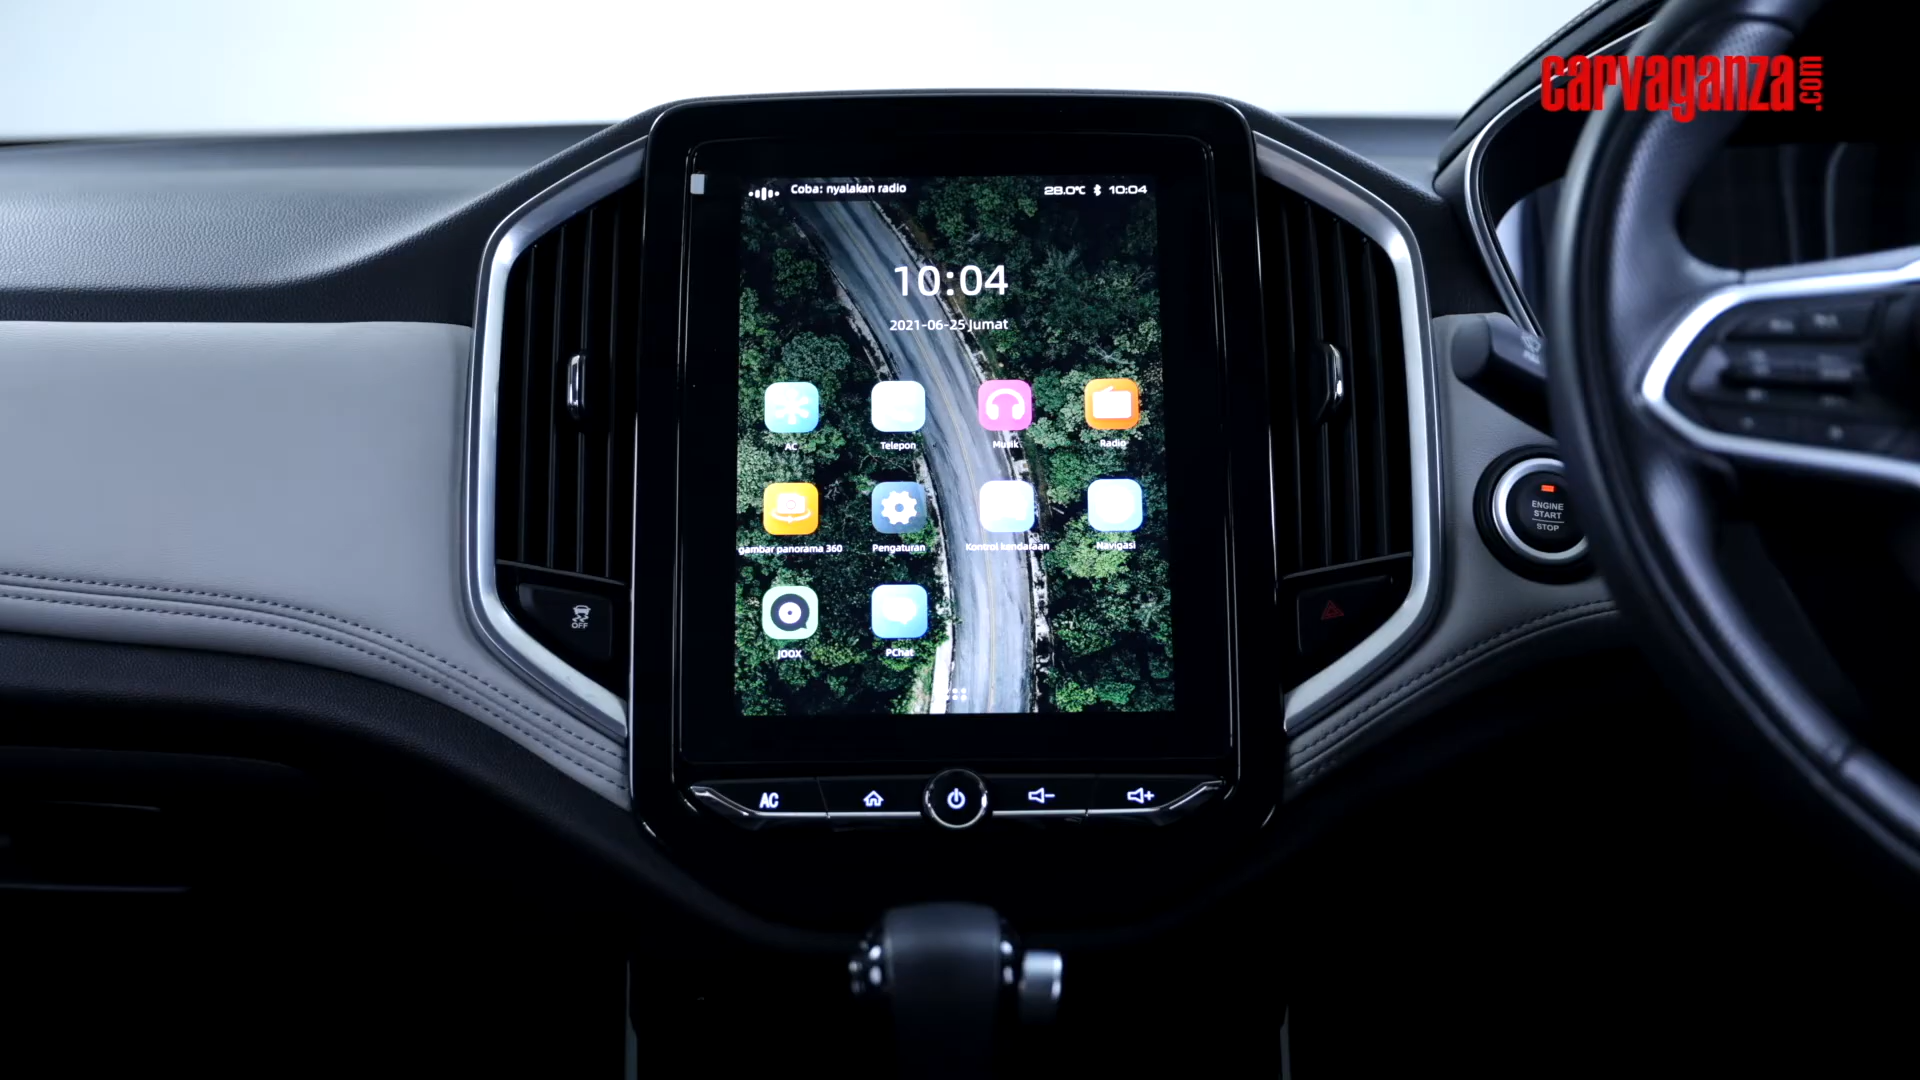 carvaganza.com
Coba: nyalakan radio
28.0℃ 10:04
10:04
2021-06-25 Jumat
AC
Telepon
Musik
Radio
gambar panorama 360
Pengaturan
Kontrol kendaraan
Navigasi
JOOX
PChat
OFF
ENGINE
START
STOP
AC